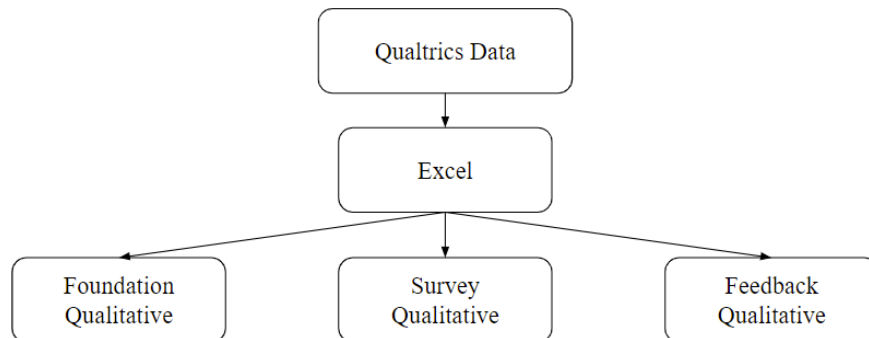 Qualtrics Data
Excel
Foundation
Qualitative
Survey
Qualitative
Feedback
Qualitative